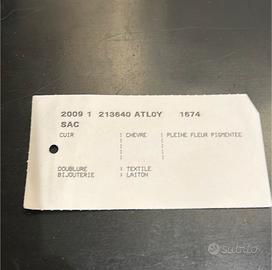 2009 1 213640 ATLOY 1674
SAC
CUIR : CHEVRE : PLEINE FLEUR PIGMENTEE
DOUBLURE : TEXTILE
BIJOUTERIE : LAITON
subito